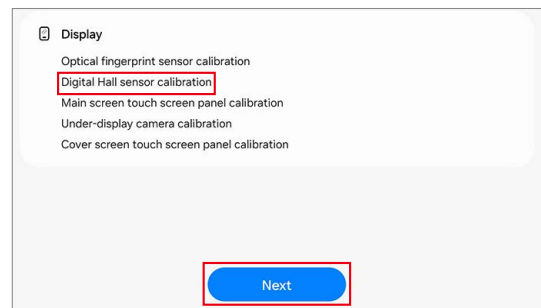 Display
Optical fingerprint sensor calibration
Digital Hall sensor calibration
Main screen touch screen panel calibration
Under-display camera calibration
Cover screen touch screen panel calibration
Next